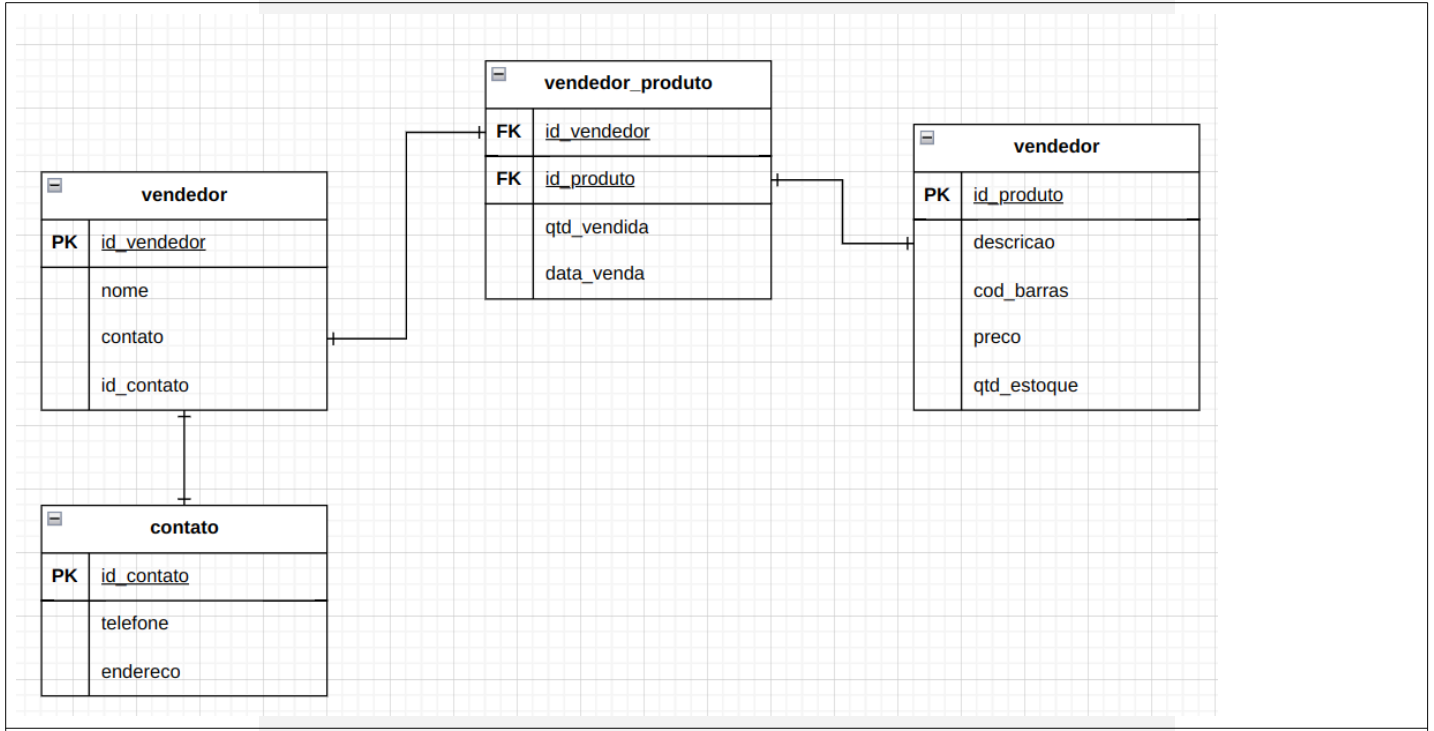 vendedor
PK id_vendedor
nome
contato
id_contato
contato
PK id_contato
telefone
endereco
vendedor_produto
FK id_vendedor
FK id_produto
qtd_vendida
data_venda
vendedor
PK id_produto
descricao
cod_barras
preco
qtd_estoque